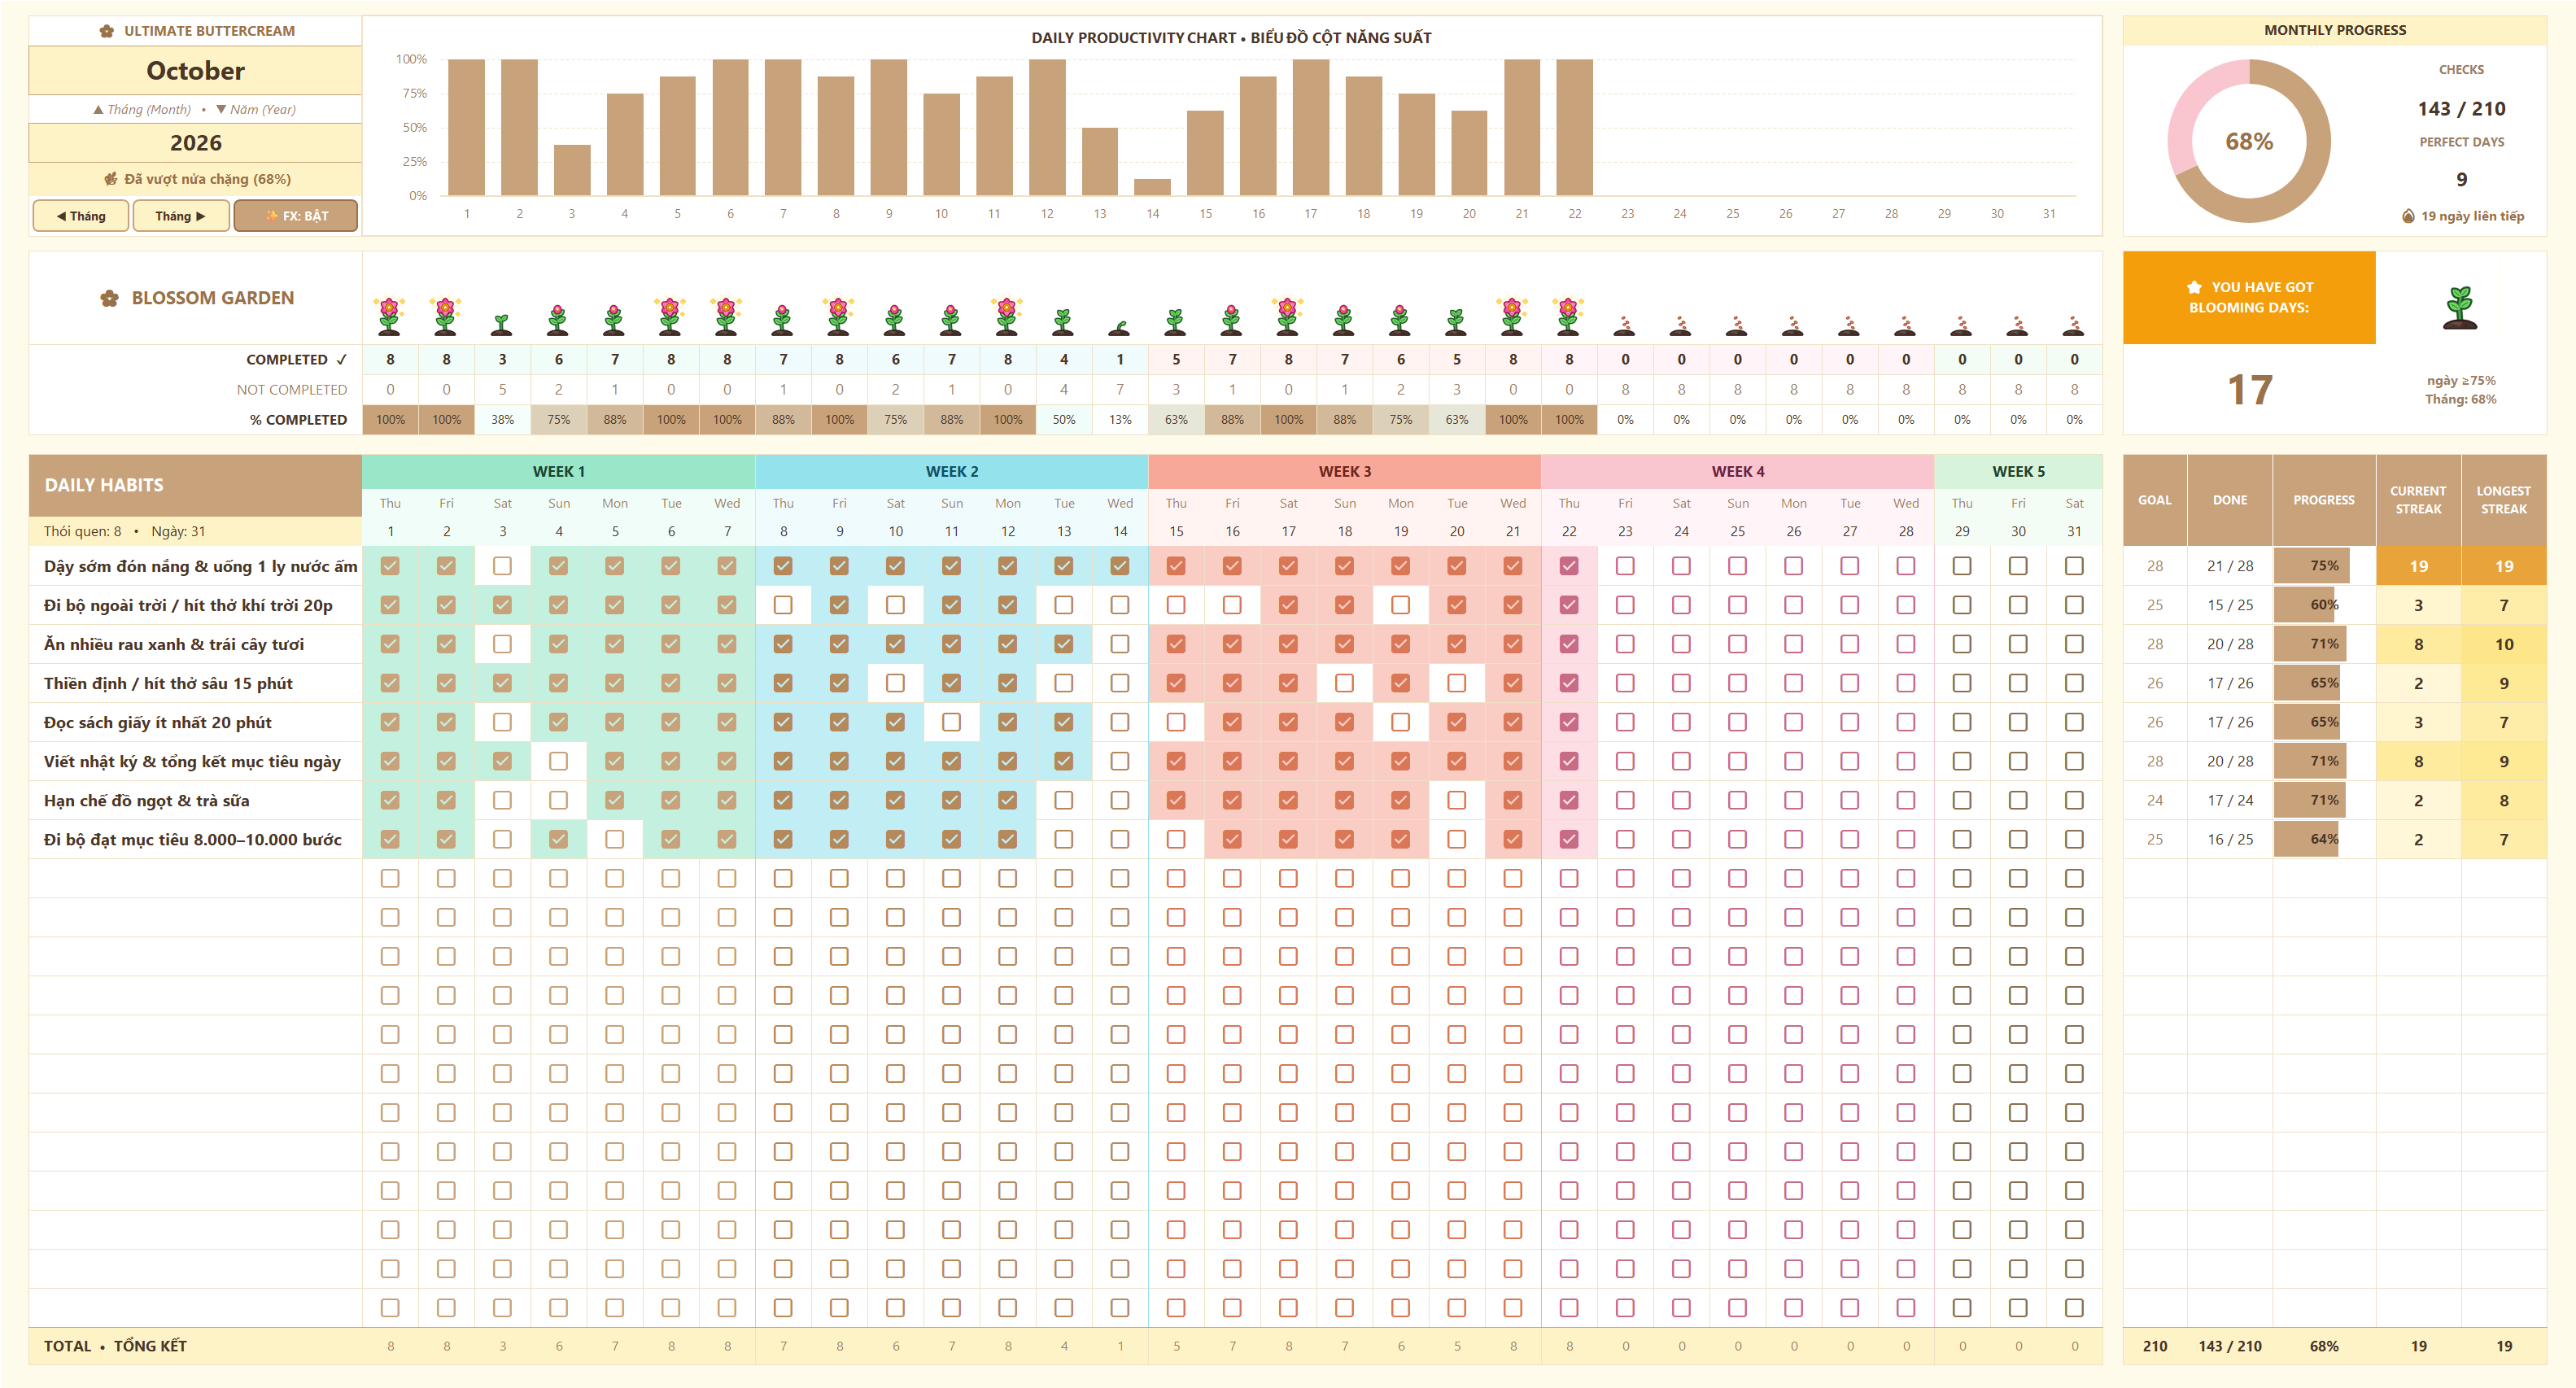 ULTIMATE BUTTERCREAM
October
▲ Tháng (Month) • ▼ Năm (Year)
2026
Đã vượt nửa chặng (68%)
◀ Tháng Tháng ▶ FX: BẬT
DAILY PRODUCTIVITY CHART • BIỂU ĐỒ CỘT NĂNG SUẤT
100%
75%
50%
25%
0%
1 2 3 4 5 6 7 8 9 10 11 12 13 14 15 16 17 18 19 20 21 22 23 24 25 26 27 28 29 30 31
MONTHLY PROGRESS
68%
CHECKS
143 / 210
PERFECT DAYS
9
19 ngày liên tiếp
BLOSSOM GARDEN
COMPLETED ✓ 8 8 3 6 7 8 8 7 8 6 7 8 4 1 5 7 8 7 6 5 8 8 0 0 0 0 0 0 0 0 0
NOT COMPLETED 0 0 5 2 1 0 0 1 0 2 1 0 4 7 3 1 0 1 2 3 0 0 8 8 8 8 8 8 8 8 8
% COMPLETED 100% 100% 38% 75% 88% 100% 100% 88% 100% 75% 88% 100% 50% 13% 63% 88% 100% 88% 75% 63% 100% 100% 0% 0% 0% 0% 0% 0% 0% 0% 0%
YOU HAVE GOT
BLOOMING DAYS:
17
ngày ≥75%
Tháng: 68%
DAILY HABITS
WEEK 1 WEEK 2 WEEK 3 WEEK 4 WEEK 5
Thu Fri Sat Sun Mon Tue Wed Thu Fri Sat Sun Mon Tue Wed Thu Fri Sat Sun Mon Tue Wed Thu Fri Sat Sun Mon Tue Wed Thu Fri Sat
Thói quen: 8 • Ngày: 31
1 2 3 4 5 6 7 8 9 10 11 12 13 14 15 16 17 18 19 20 21 22 23 24 25 26 27 28 29 30 31
GOAL DONE PROGRESS CURRENT STREAK LONGEST STREAK
Dậy sớm đón nắng & uống 1 ly nước ấm 28 21 / 28 75% 19 19
Đi bộ ngoài trời / hít thở khí trời 20p 25 15 / 25 60% 3 7
Ăn nhiều rau xanh & trái cây tươi 28 20 / 28 71% 8 10
Thiền định / hít thở sâu 15 phút 26 17 / 26 65% 2 9
Đọc sách giấy ít nhất 20 phút 26 17 / 26 65% 3 7
Viết nhật ký & tổng kết mục tiêu ngày 28 20 / 28 71% 8 9
Hạn chế đồ ngọt & trà sữa 24 17 / 24 71% 2 8
Đi bộ đạt mục tiêu 8.000–10.000 bước 25 16 / 25 64% 2 7
TOTAL • TỔNG KẾT 8 8 3 6 7 8 8 7 8 6 7 8 4 1 5 7 8 7 6 5 8 8 0 0 0 0 0 0 0 0 0 210 143 / 210 68% 19 19